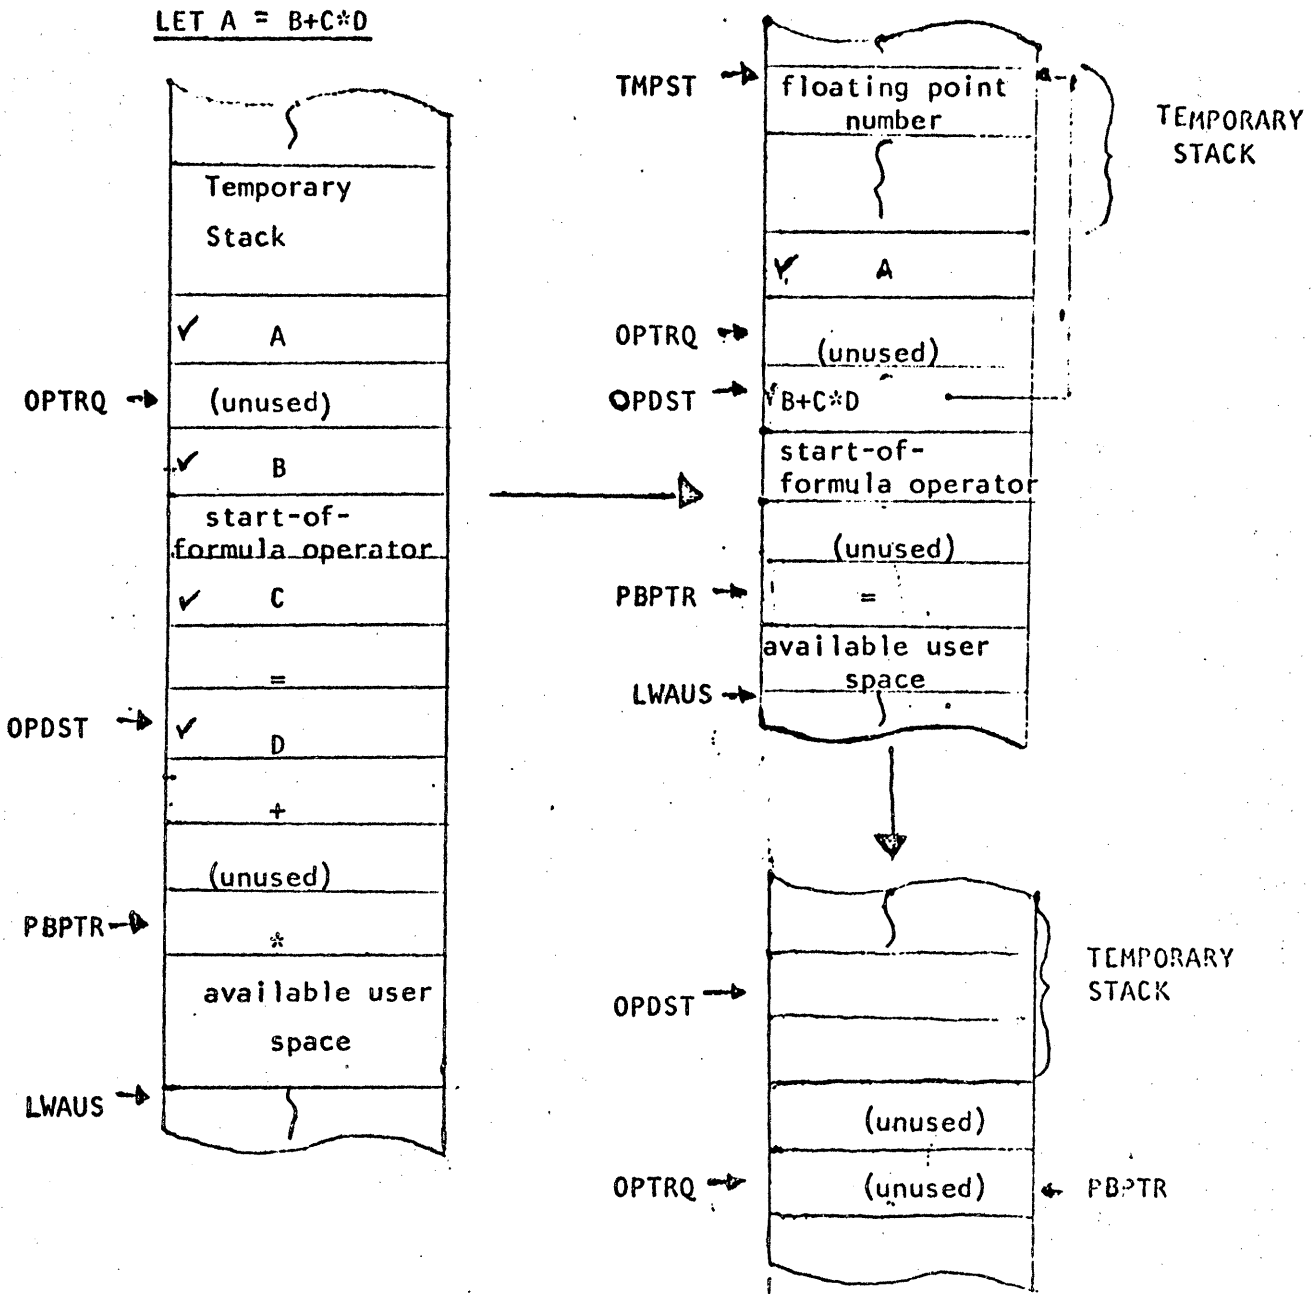 LET A = B+C*D
Temporary
Stack
✓ A
OPTRQ
(unused)
✓ B
start-of-
formula operator
✓ C
=
OPDST
✓ D
+
(unused)
PBPTR
*
available user
space
LWAUS
TMPST
floating point
number
TEMPORARY
STACK
✓ A
OPTRQ
(unused)
OPDST
✓ B+C*D
start-of-
formula operator
(unused)
PBPTR
=
available user
space
LWAUS
TEMPORARY
STACK
OPDST
(unused)
OPTRQ
(unused)
PBPTR